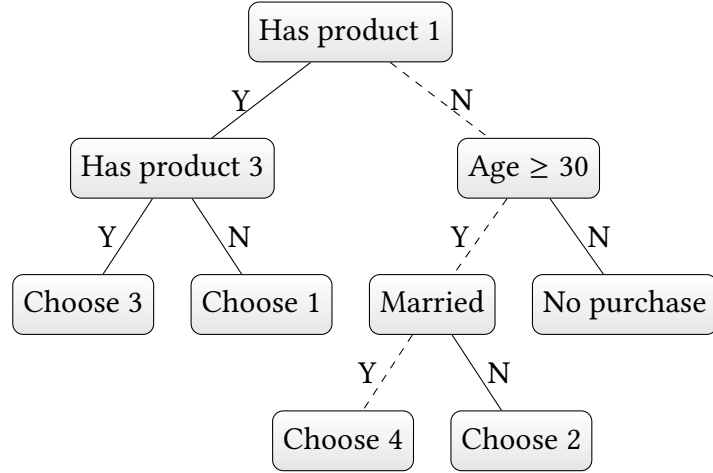 Has product 1
Y
N
Has product 3
Age ≥ 30
Y
N
Y
N
Choose 3
Choose 1
Married
No purchase
Y
N
Choose 4
Choose 2